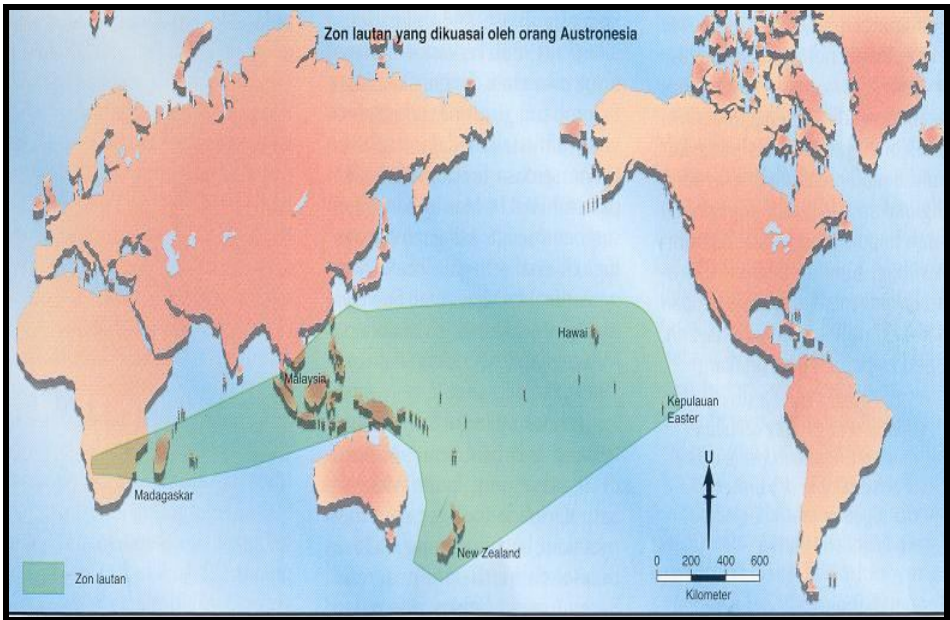 Zon lautan yang dikuasai oleh orang Austronesia
Hawai
Malaysia
Kepulauan
Easter
U
Madagaskar
New Zealand
0 200 400 600
Kilometer
Zon lautan